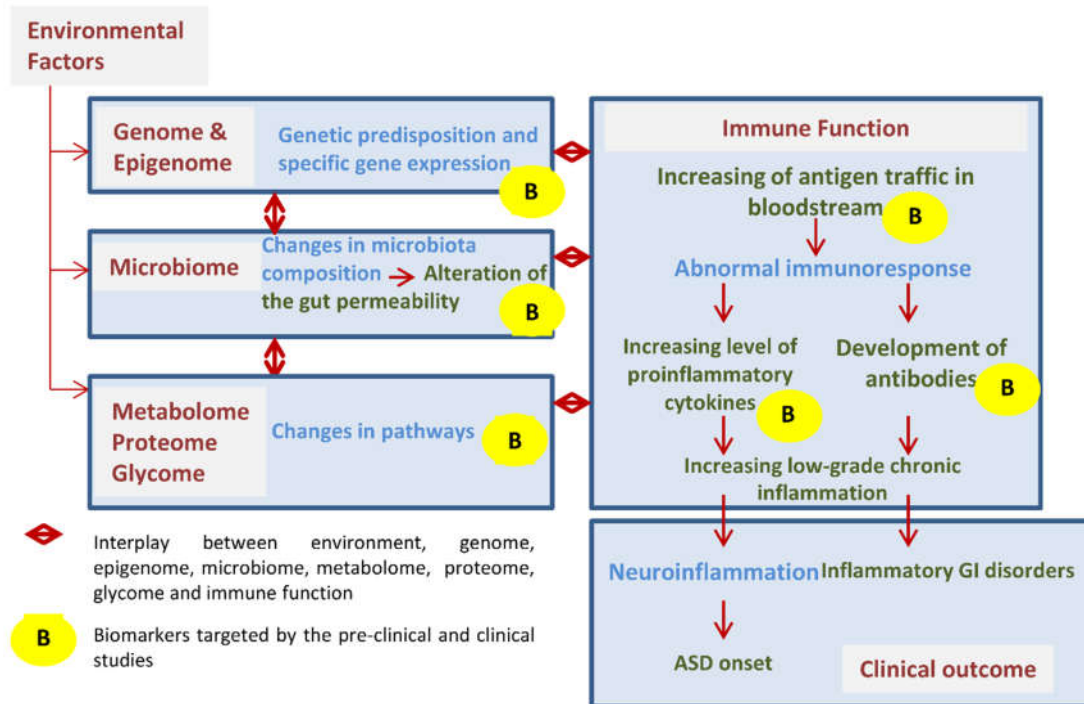 Environmental
Factors
Genome &
Epigenome
Genetic predisposition and
specific gene expression
B
Microbiome
Changes in microbiota
composition
Alteration of
the gut permeability
B
Metabolome
Proteome
Glycome
Changes in pathways
B
Immune Function
Increasing of antigen traffic in
bloodstream
B
Abnormal immunoresponse
Increasing level of
proinflammatory
cytokines
B
Development of
antibodies
B
Increasing low-grade chronic
inflammation
Neuroinflammation
Inflammatory GI disorders
ASD onset
Clinical outcome
Interplay between environment, genome,
epigenome, microbiome, metabolome, proteome,
glycome and immune function
B
Biomarkers targeted by the pre-clinical and clinical
studies